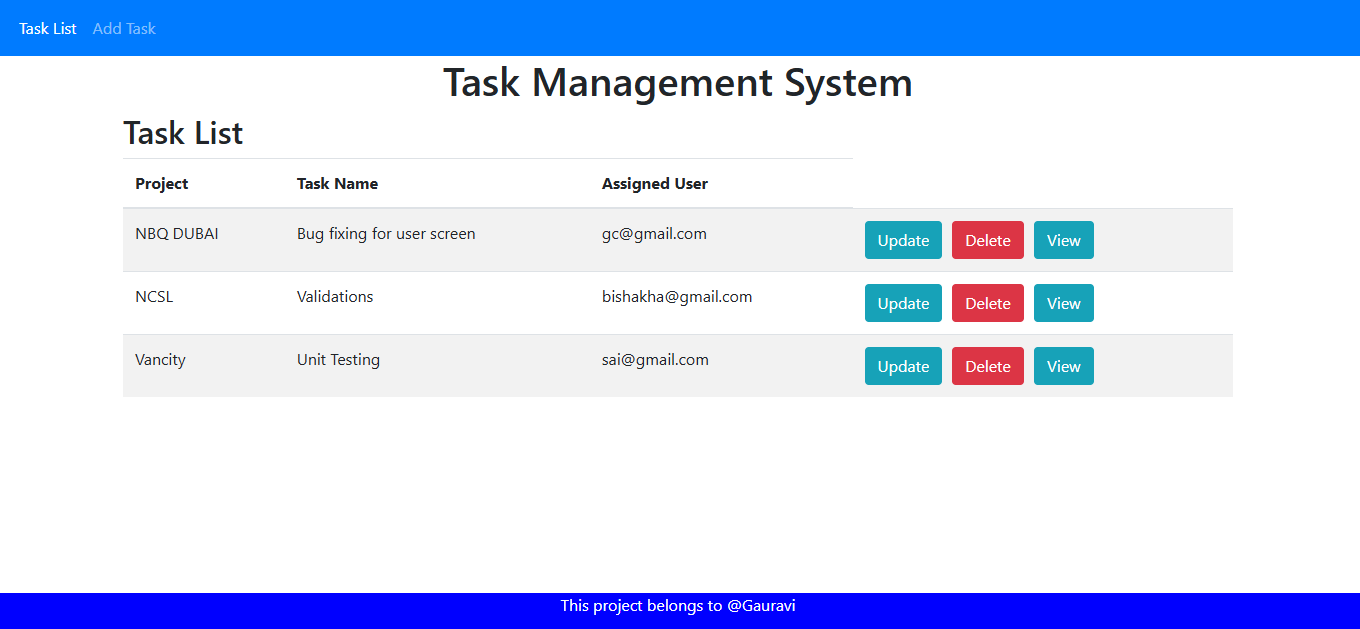 Task List Add Task
Task Management System
Task List
Project Task Name Assigned User
NBQ DUBAI Bug fixing for user screen gc@gmail.com Update Delete View
NCSL Validations bishakha@gmail.com Update Delete View
Vancity Unit Testing sai@gmail.com Update Delete View
This project belongs to @Gauravi